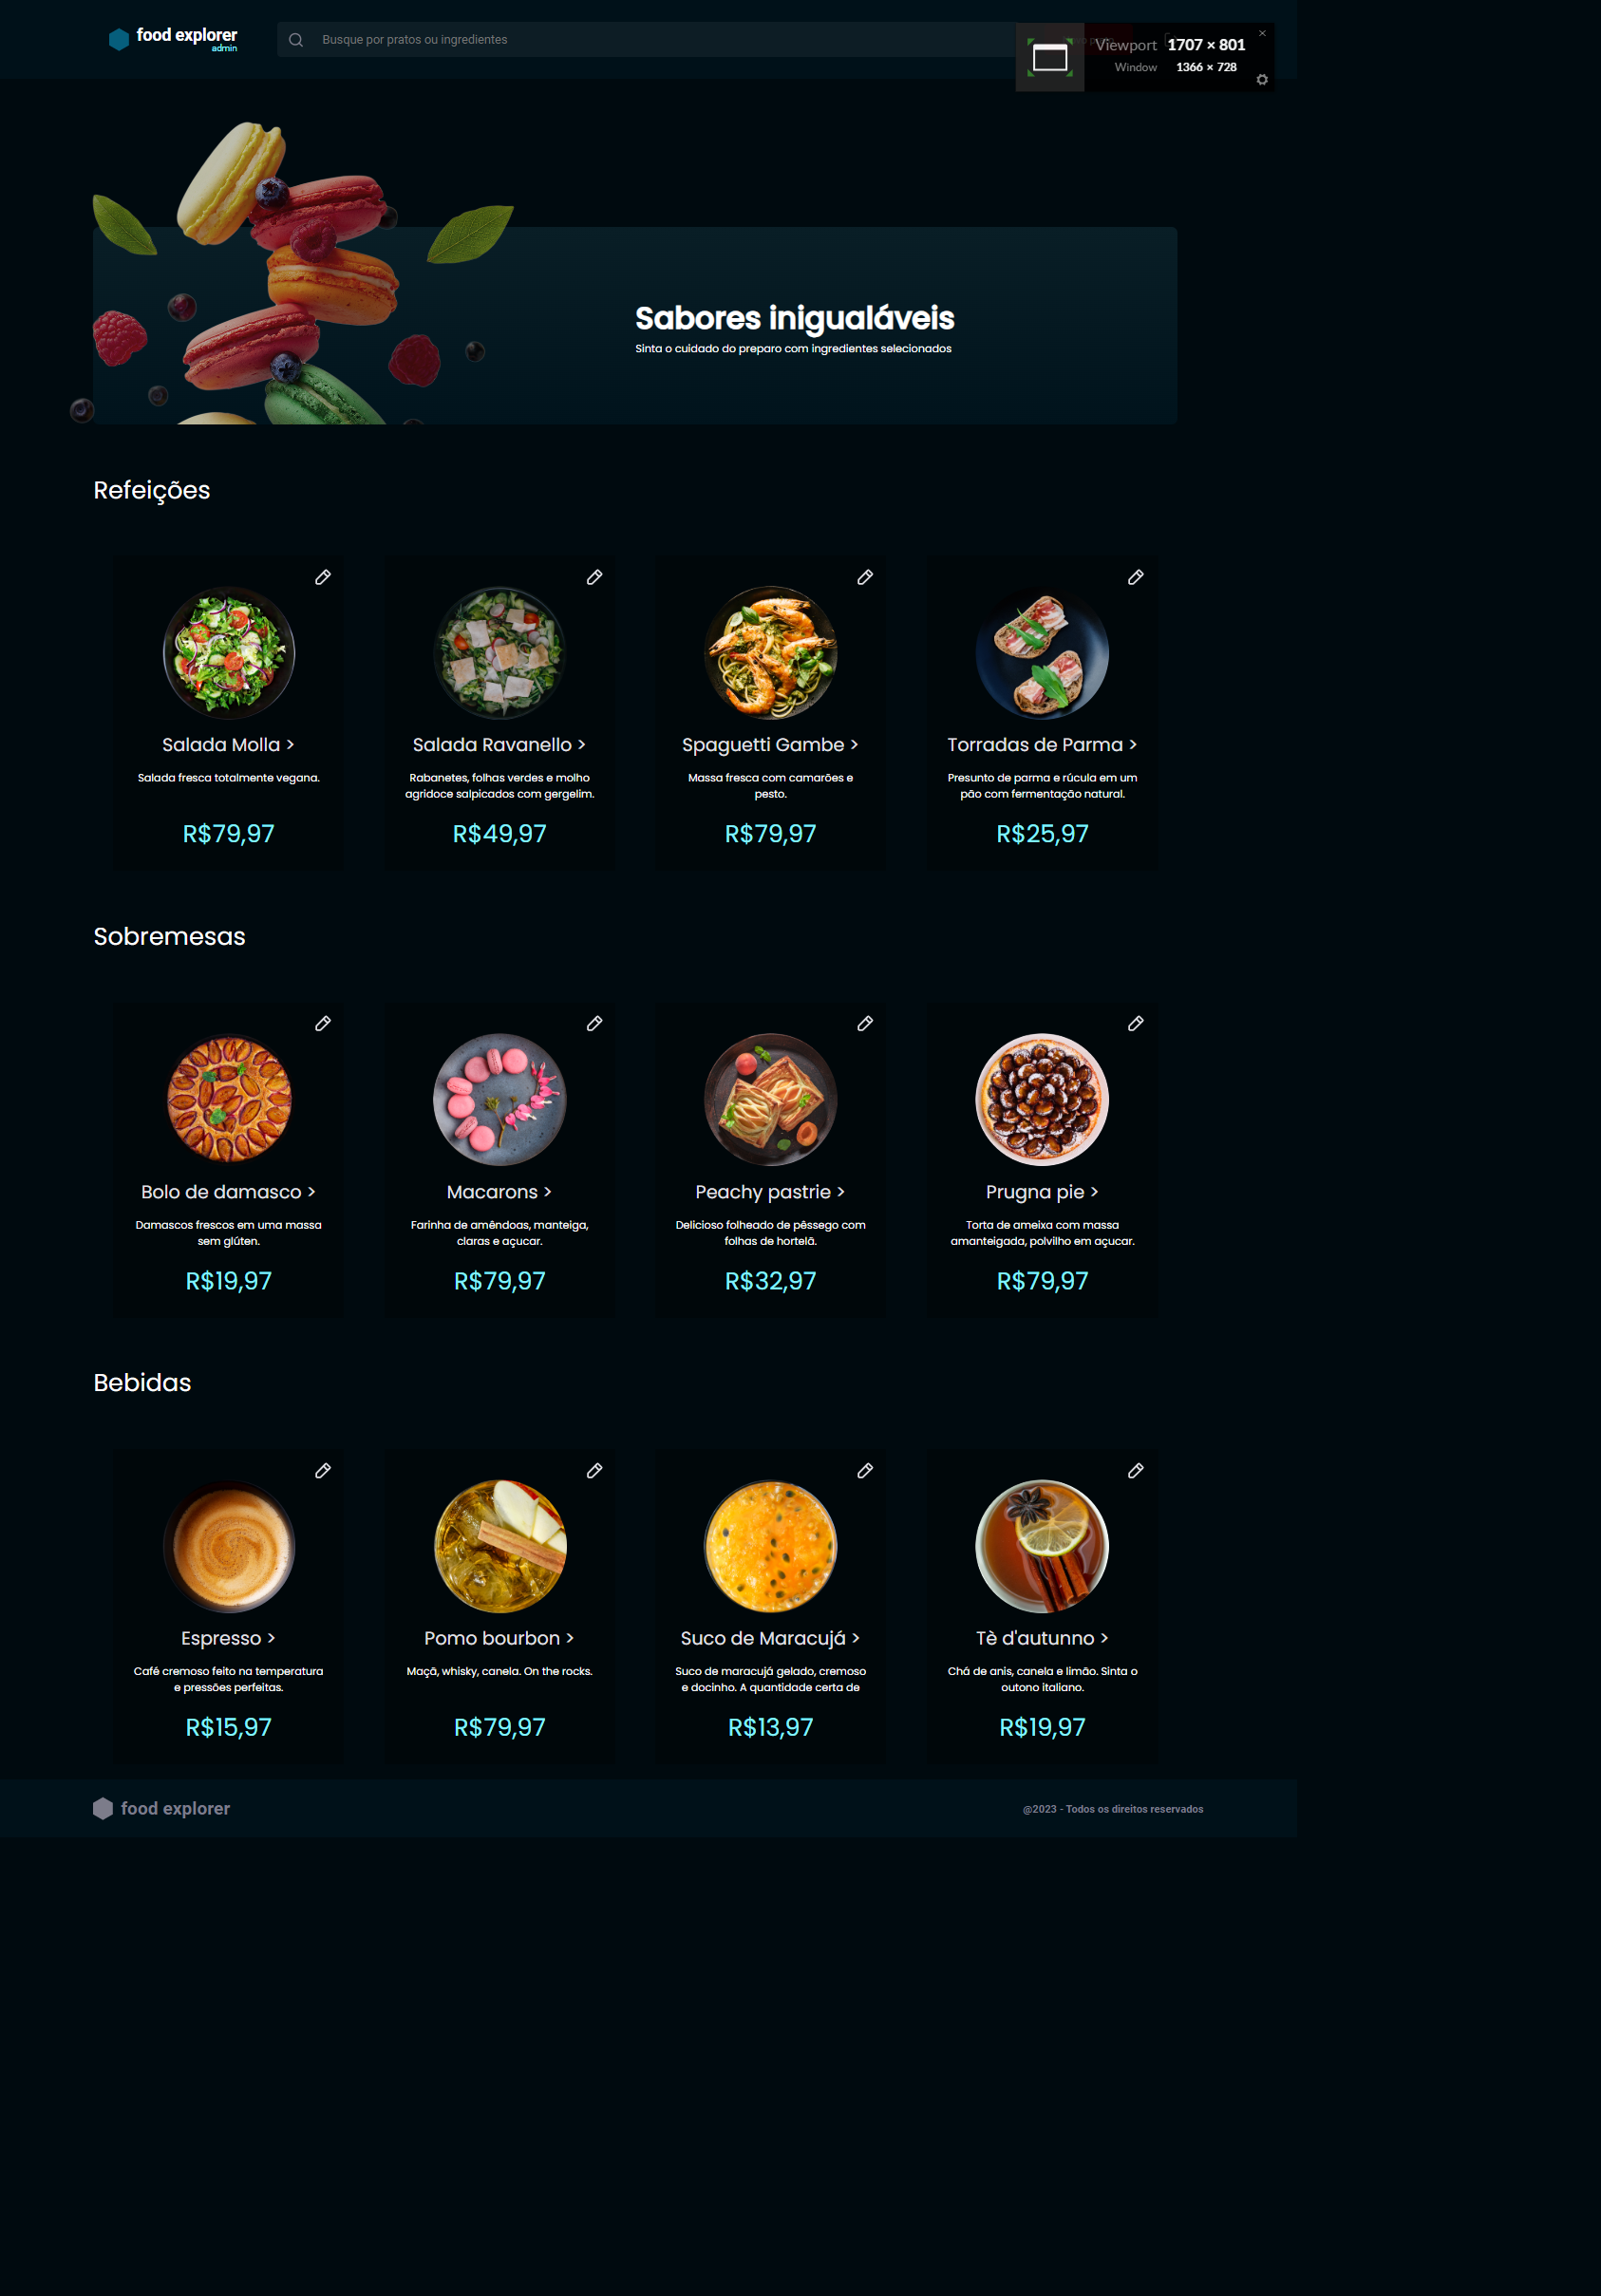 food explorer
admin
Busque por pratos ou ingredientes
Viewport 1707 × 801
Window 1366 × 728
Sabores inigualáveis
Sinta o cuidado do preparo com ingredientes selecionados
Refeições
Salada Molla >
Salada fresca totalmente vegana.
R$79,97
Salada Ravanello >
Rabanetes, folhas verdes e molho
agridoce salpicados com gergelim.
R$49,97
Spaguetti Gambe >
Massa fresca com camarões e
pesto.
R$79,97
Torradas de Parma >
Presunto de parma e rúcula em um
pão com fermentação natural.
R$25,97
Sobremesas
Bolo de damasco >
Damascos frescos em uma massa
sem glúten.
R$19,97
Macarons >
Farinha de amêndoas, manteiga,
claras e açucar.
R$79,97
Peachy pastrie >
Delicioso folheado de pêssego com
folhas de hortelã.
R$32,97
Prugna pie >
Torta de ameixa com massa
amanteigada, polvilho em açucar.
R$79,97
Bebidas
Espresso >
Café cremoso feito na temperatura
e pressões perfeitas.
R$15,97
Pomo bourbon >
Maçã, whisky, canela. On the rocks.
R$79,97
Suco de Maracujá >
Suco de maracujá gelado, cremoso
e docinho. A quantidade certa de
R$13,97
Tè d'autunno >
Chá de anis, canela e limão. Sinta o
outono italiano.
R$19,97
food explorer
@2023 - Todos os direitos reservados